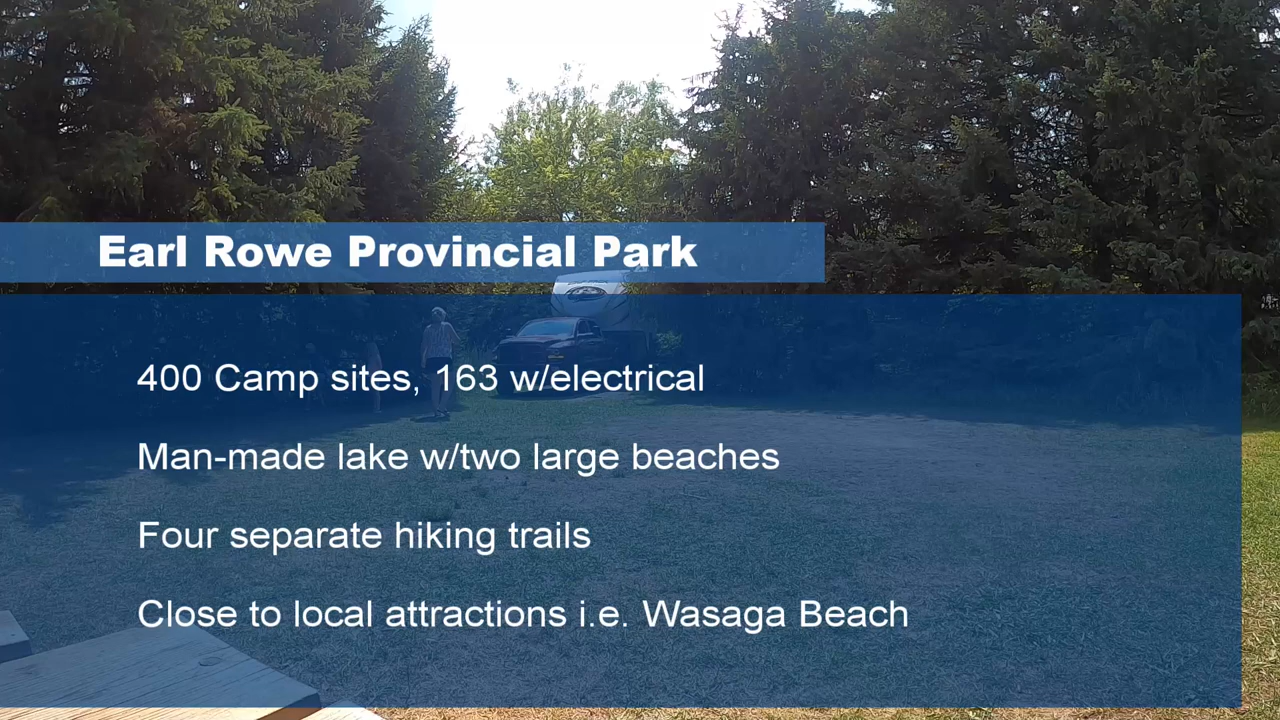 Earl Rowe Provincial Park
400 Camp sites, 163 w/electrical
Man-made lake w/two large beaches
Four separate hiking trails
Close to local attractions i.e. Wasaga Beach